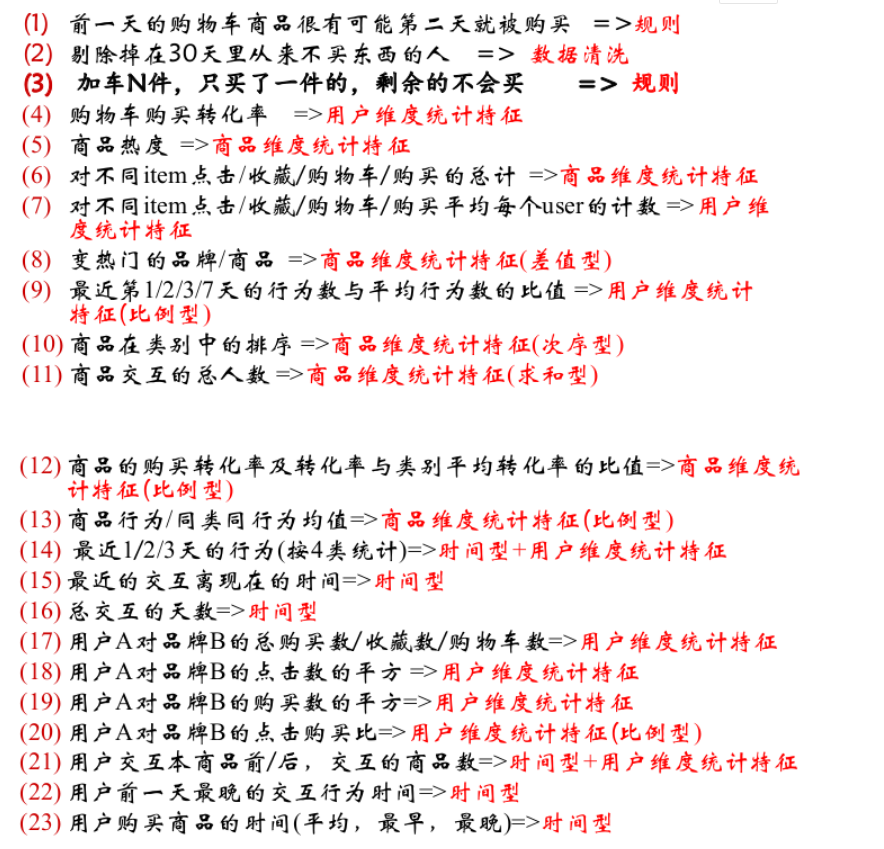 (1) 前一天的购物车商品很有可能第二天就被购买 =>规则
(2) 剔除掉在30天里从来不买东西的人 => 数据清洗
(3) 加车N件，只买了一件的，剩余的不会买 => 规则
(4) 购物车购买转化率 =>用户维度统计特征
(5) 商品热度 =>商品维度统计特征
(6) 对不同item点击/收藏/购物车/购买的总计 =>商品维度统计特征
(7) 对不同item点击/收藏/购物车/购买平均每个user的计数 =>用户维
度统计特征
(8) 变热门的品牌/商品 =>商品维度统计特征(差值型)
(9) 最近第1/2/3/7天的行为数与平均行为数的比值 =>用户维度统计
特征(比例型)
(10) 商品在类别中的排序 =>商品维度统计特征(次序型)
(11) 商品交互的总人数 =>商品维度统计特征(求和型)
(12) 商品的购买转化率及转化率与类别平均转化率的比值=>商品维度统
计特征(比例型)
(13) 商品行为/同类同行为均值=>商品维度统计特征(比例型)
(14) 最近1/2/3天的行为(按4类统计)=>时间型+用户维度统计特征
(15) 最近的交互离现在的时间=>时间型
(16) 总交互的天数=>时间型
(17) 用户A对品牌B的总购买数/收藏数/购物车数=>用户维度统计特征
(18) 用户A对品牌B的点击数的平方 =>用户维度统计特征
(19) 用户A对品牌B的购买数的平方=>用户维度统计特征
(20) 用户A对品牌B的点击购买比=>用户维度统计特征(比例型)
(21) 用户交互本商品前/后，交互的商品数=>时间型+用户维度统计特征
(22) 用户前一天最晚的交互行为时间=>时间型
(23) 用户购买商品的时间(平均，最早，最晚)=>时间型